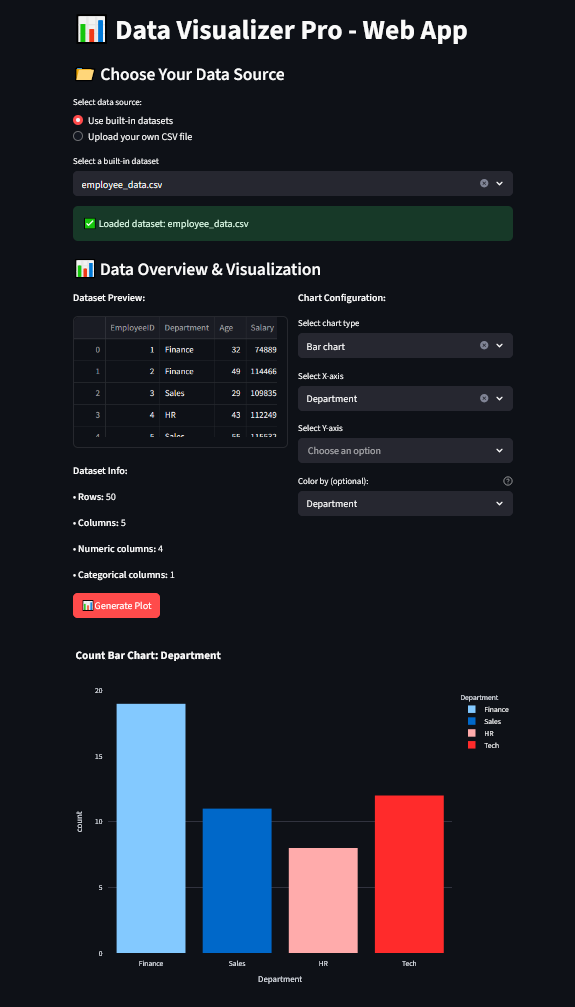 📊 Data Visualizer Pro - Web App
📂 Choose Your Data Source
Select data source:
Use built-in datasets
Upload your own CSV file
Select a built-in dataset
employee_data.csv
✅ Loaded dataset: employee_data.csv
📊 Data Overview & Visualization
Dataset Preview:
EmployeeID Department Age Salary
0 1 Finance 32 74889
1 2 Finance 49 114466
2 3 Sales 29 109835
3 4 HR 43 112249
4 5 Sales 55
Dataset Info:
• Rows: 50
• Columns: 5
• Numeric columns: 4
• Categorical columns: 1
📊Generate Plot
Chart Configuration:
Select chart type
Bar chart
Select X-axis
Department
Select Y-axis
Choose an option
Color by (optional):
Department
Count Bar Chart: Department
20
15
10
5
0
count
Finance Sales HR Tech
Department
Department
Finance
Sales
HR
Tech